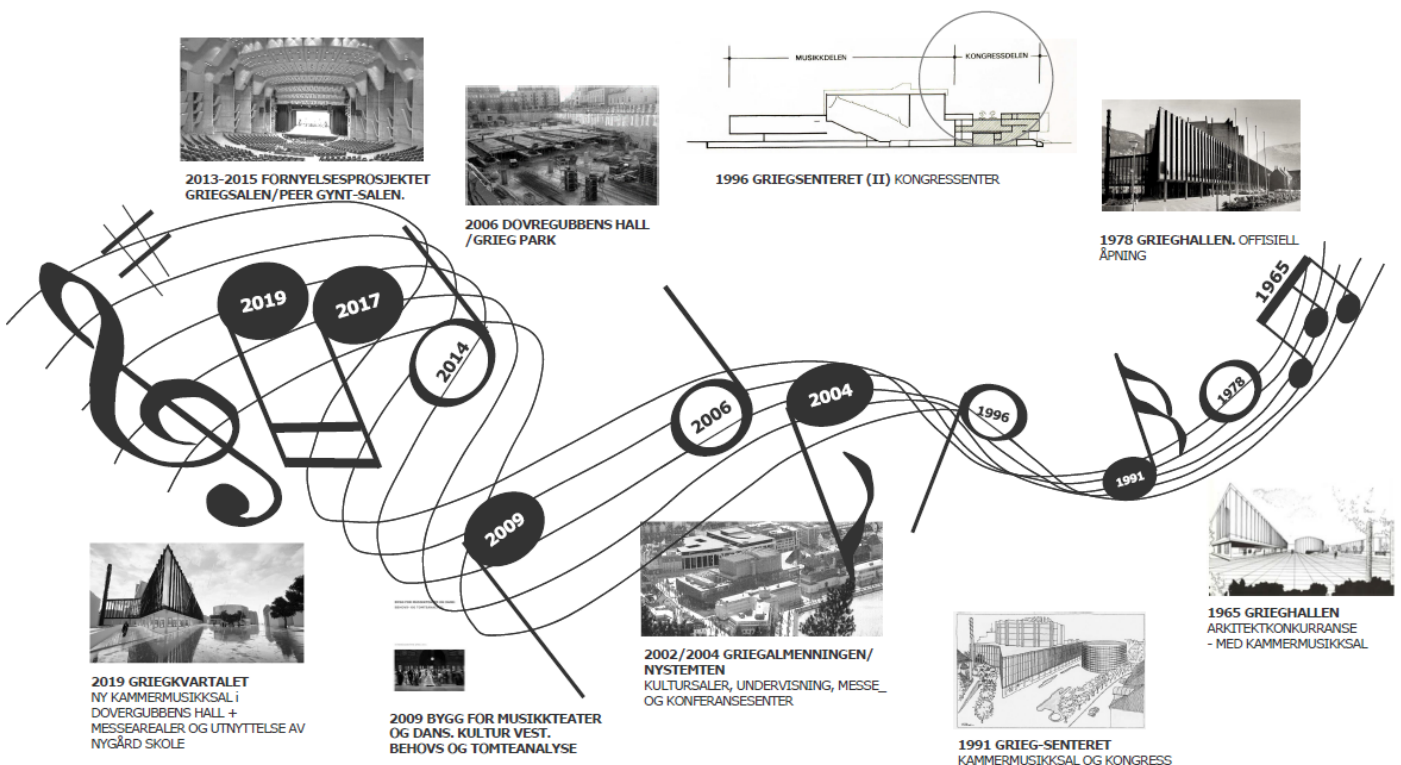 MUSIKKDELEN
KONGRESSDELEN
2013-2015 FORNYELSESPROSJEKTET
GRIEGSALEN/PEER GYNT-SALEN.
2006 DOVREGUBBENS HALL
/GRIEG PARK
1996 GRIEGSENTERET (II) KONGRESSENTER
1978 GRIEGHALLEN. OFFISIELL
ÅPNING
2019
2017
2014
2009
2006
2004
1996
1991
1978
1965
2019 GRIEGKVARTALET
NY KAMMERMUSIKKSAL i
DOVERGUBBENS HALL +
MESSEAREALER OG UTNYTTELSE AV
NYGÅRD SKOLE
2009 BYGG FOR MUSIKKTEATER
OG DANS. KULTUR VEST.
BEHOVS OG TOMTEANALYSE
2002/2004 GRIEGALMENNINGEN/
NYSTEMTEN
KULTURSALER, UNDERVISNING, MESSE_
OG KONFERANSESENTER
1991 GRIEG-SENTERET
KAMMERMUSIKKSAL OG KONGRESS
1965 GRIEGHALLEN
ARKITEKTKONKURRANSE
- MED KAMMERMUSIKKSAL